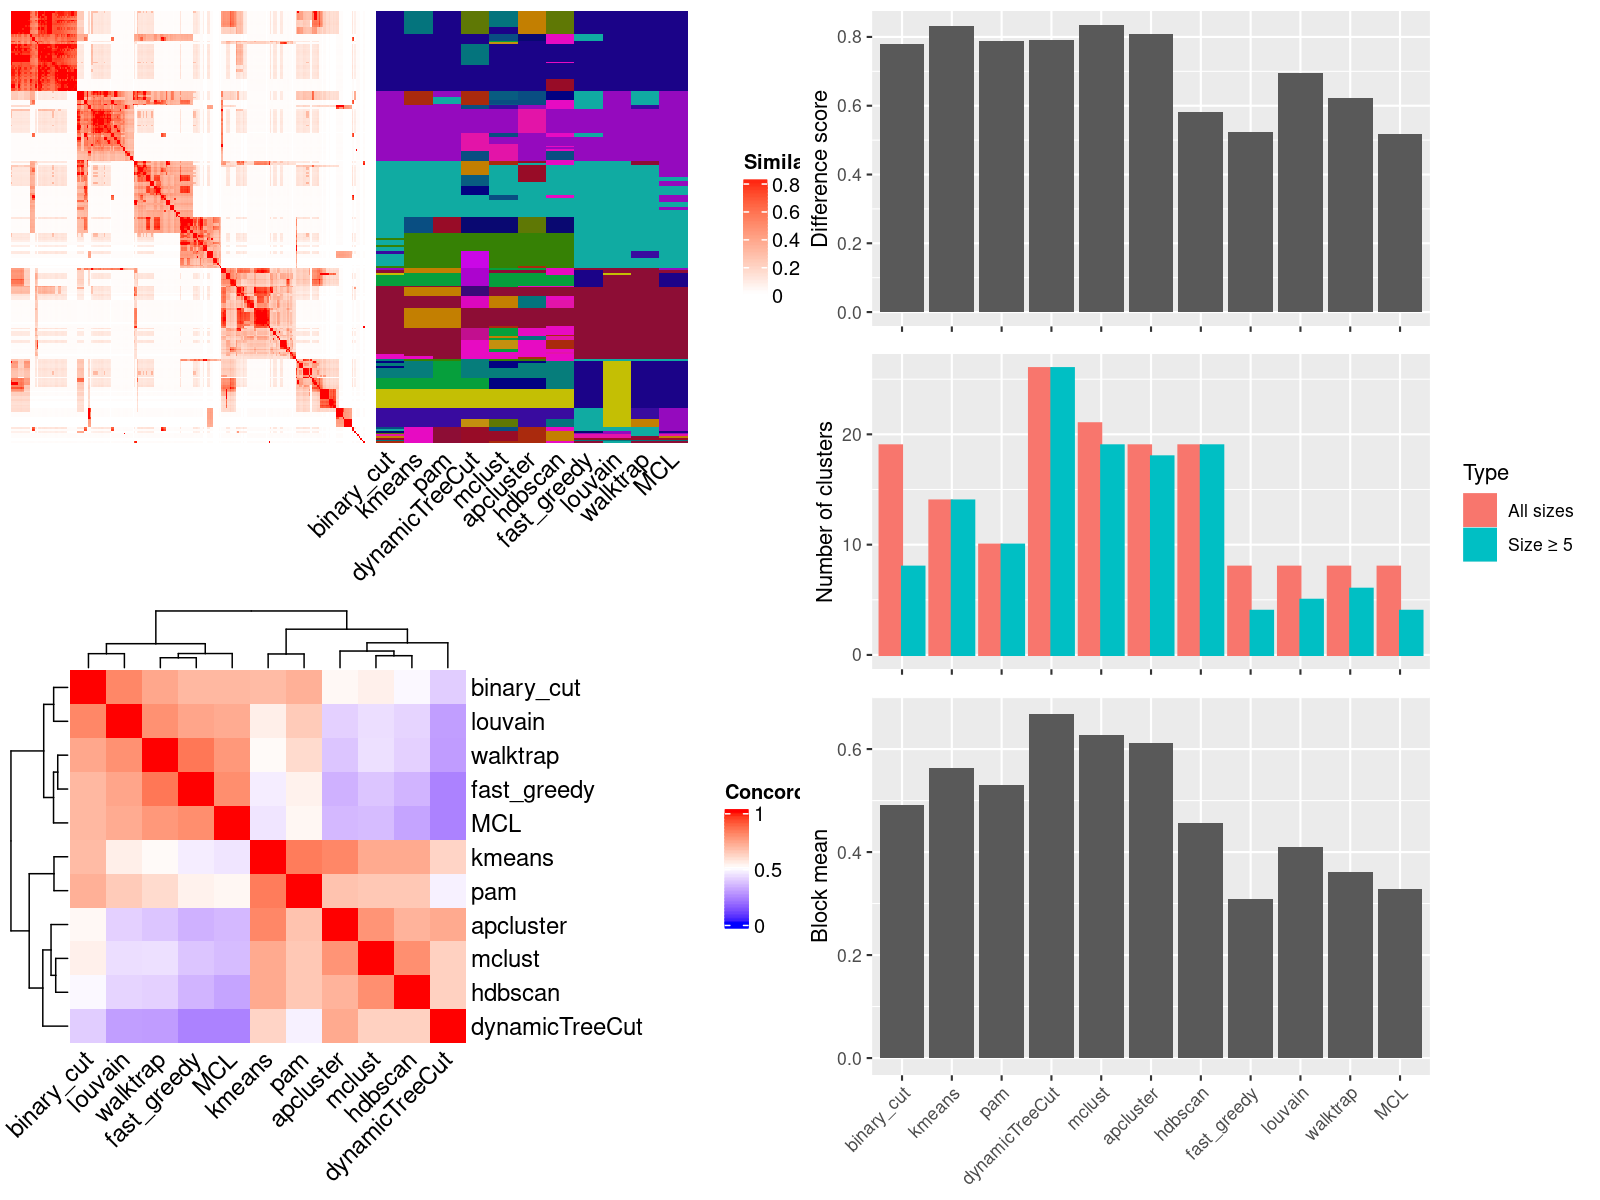 Simila
0.8
0.6
0.4
0.2
0
binary_cut
kmeans
pam
dynamicTreeCut
mclust
apcluster
hdbscan
fast_greedy
louvain
walktrap
MCL
binary_cut
louvain
walktrap
fast_greedy
MCL
kmeans
pam
apcluster
mclust
hdbscan
dynamicTreeCut
Concord
1
0.5
0
binary_cut
louvain
walktrap
fast_greedy
MCL
kmeans
pam
apcluster
mclust
hdbscan
dynamicTreeCut
Difference score
0.8
0.6
0.4
0.2
0.0
Number of clusters
20
10
0
Type
All sizes
Size ≥ 5
Block mean
0.6
0.4
0.2
0.0
binary_cut
kmeans
pam
dynamicTreeCut
mclust
apcluster
hdbscan
fast_greedy
louvain
walktrap
MCL